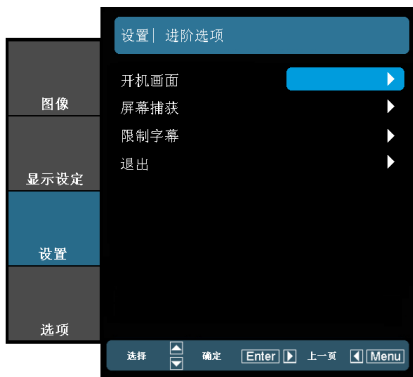 设置| 进阶选项
图像
显示设定
设置
选项
开机画面
屏幕捕获
限制字幕
退出
选择 确定 Enter 上一页 Menu